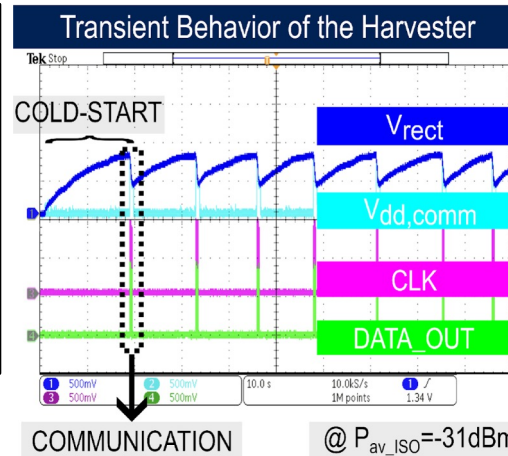 Transient Behavior of the Harvester
Tek Stop
COLD-START
Vrect
Vdd,comm
CLK
DATA_OUT
1 500mV 2 500mV 10.0 s 10.0kS/s 1
3 500mV 4 500mV 1M points 1.34 V
COMMUNICATION
@ Pav_ISO=-31dBm